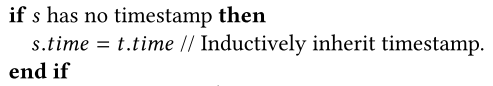 if s has no timestamp then
s.time = t.time // Inductively inherit timestamp.
end if